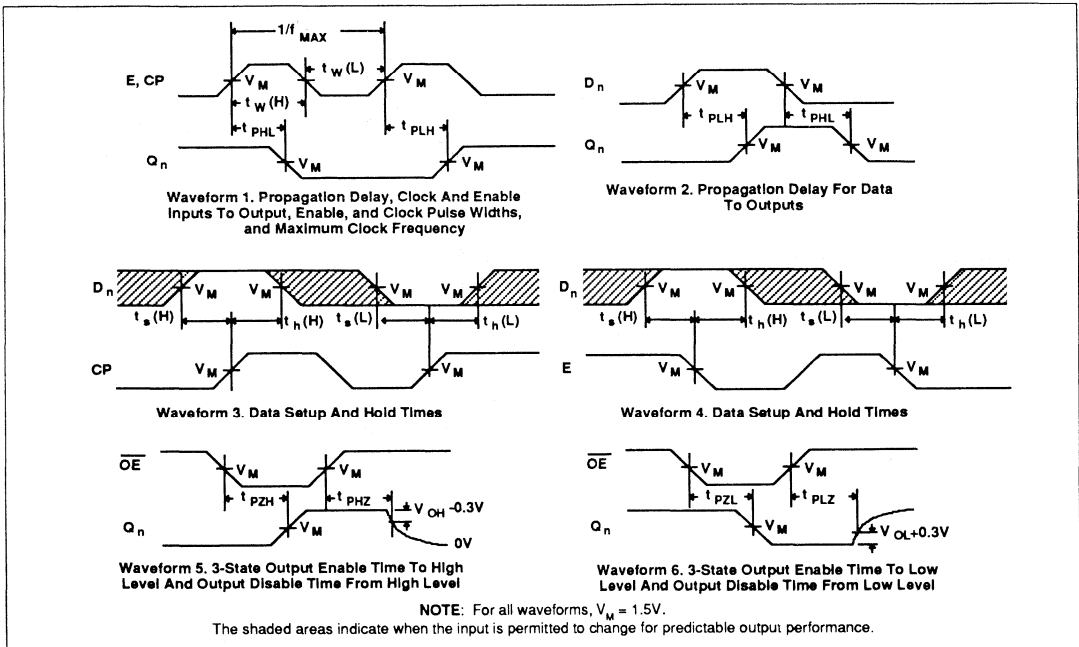 1/f MAX
t W (L)
E, CP
V M
V M
t W (H)
t PHL
t PLH
Q n
V M
V M
Waveform 1. Propagation Delay, Clock And Enable
Inputs To Output, Enable, and Clock Pulse Widths,
and Maximum Clock Frequency
D n
V M
V M
t PLH
t PHL
Q n
V M
V M
Waveform 2. Propagation Delay For Data
To Outputs
D n
V M
V M
V M
V M
t s (H)
t h (H)
t s (L)
t h (L)
CP
V M
V M
Waveform 3. Data Setup And Hold Times
D n
V M
V M
V M
V M
t s (H)
t h (H)
t s (L)
t h (L)
E
V M
V M
Waveform 4. Data Setup And Hold Times
OE
V M
V M
t PZH
t PHZ
V OH -0.3V
Q n
V M
0V
Waveform 5. 3-State Output Enable Time To High
Level And Output Disable Time From High Level
OE
V M
V M
t PZL
t PLZ
Q n
V M
V OL+0.3V
Waveform 6. 3-State Output Enable Time To Low
Level And Output Disable Time From Low Level
NOTE: For all waveforms, V M = 1.5V.
The shaded areas indicate when the input is permitted to change for predictable output performance.